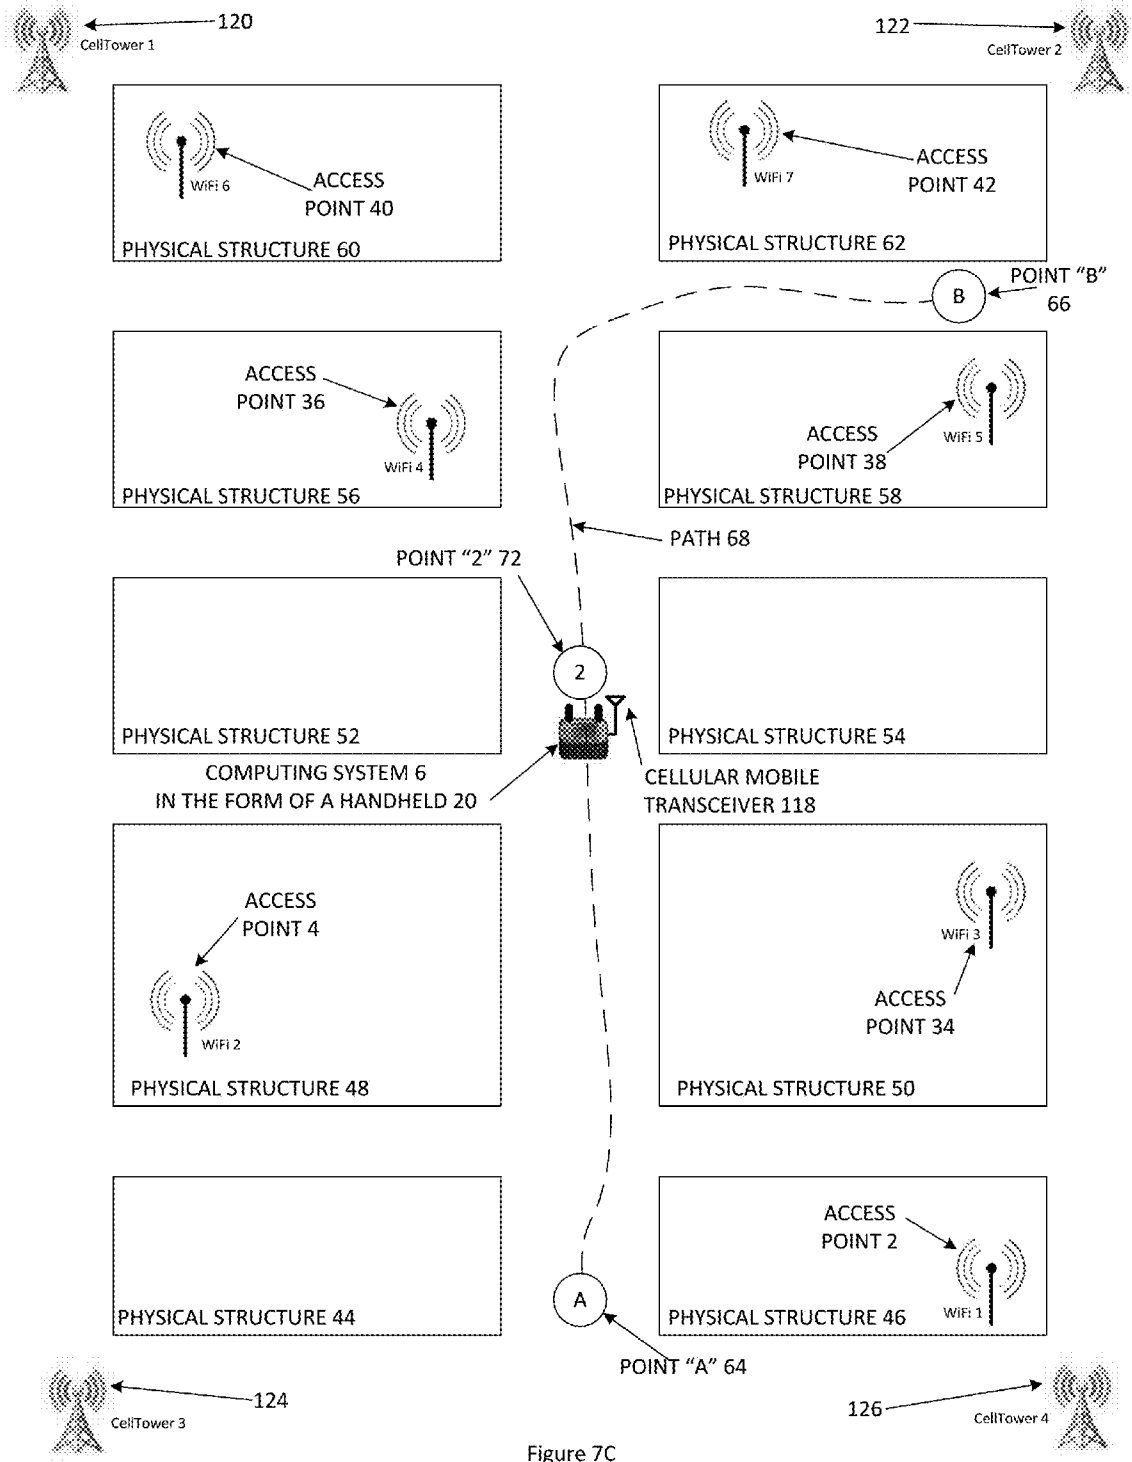 120
CellTower 1
122
CellTower 2
WiFi 6
ACCESS
POINT 40
PHYSICAL STRUCTURE 60
WiFi 7
ACCESS
POINT 42
PHYSICAL STRUCTURE 62
B
POINT “B”
66
ACCESS
POINT 36
WiFi 4
PHYSICAL STRUCTURE 56
ACCESS
POINT 38
WiFi 5
PHYSICAL STRUCTURE 58
PATH 68
POINT “2” 72
2
PHYSICAL STRUCTURE 52
PHYSICAL STRUCTURE 54
COMPUTING SYSTEM 6
IN THE FORM OF A HANDHELD 20
CELLULAR MOBILE
TRANSCEIVER 118
ACCESS
POINT 4
WiFi 2
PHYSICAL STRUCTURE 48
WiFi 3
ACCESS
POINT 34
PHYSICAL STRUCTURE 50
PHYSICAL STRUCTURE 44
A
ACCESS
POINT 2
WiFi 1
PHYSICAL STRUCTURE 46
POINT “A” 64
124
CellTower 3
126
CellTower 4
Figure 7C